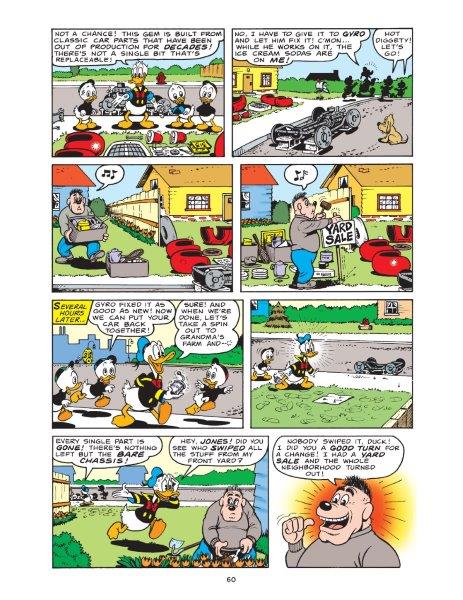 NOT A CHANCE! THIS GEM IS BUILT FROM
CLASSIC CAR PARTS THAT HAVE BEEN
OUT OF PRODUCTION FOR DECADES!
THERE'S NOT A SINGLE BIT THAT'S
REPLACEABLE!
NO, I HAVE TO GIVE IT TO GYRO
AND LET HIM FIX IT! C'MON...
WHILE HE WORKS ON IT, THE
ICE CREAM SODAS ARE
ON ME!
HOT
DIGGETY!
LET'S
GO!
YARD
SALE
SEVERAL
HOURS
LATER...
GYRO FIXED IT AS
GOOD AS NEW! NOW
WE CAN PUT YOUR
CAR BACK
TOGETHER!
SURE! AND
WHEN WE'RE
DONE, LET'S
TAKE A SPIN
OUT TO
GRANDMA'S
FARM AND-
EVERY SINGLE PART IS
GONE! THERE'S NOTHING
LEFT BUT THE BARE
CHASSIS!
HEY, JONES! DID YOU
SEE WHO SWIPED ALL
THE STUFF FROM MY
FRONT YARD?
NOBODY SWIPED IT, DUCK!
I DID YOU A GOOD TURN FOR
A CHANGE! I HAD A YARD
SALE AND THE WHOLE
NEIGHBORHOOD TURNED
OUT!
60